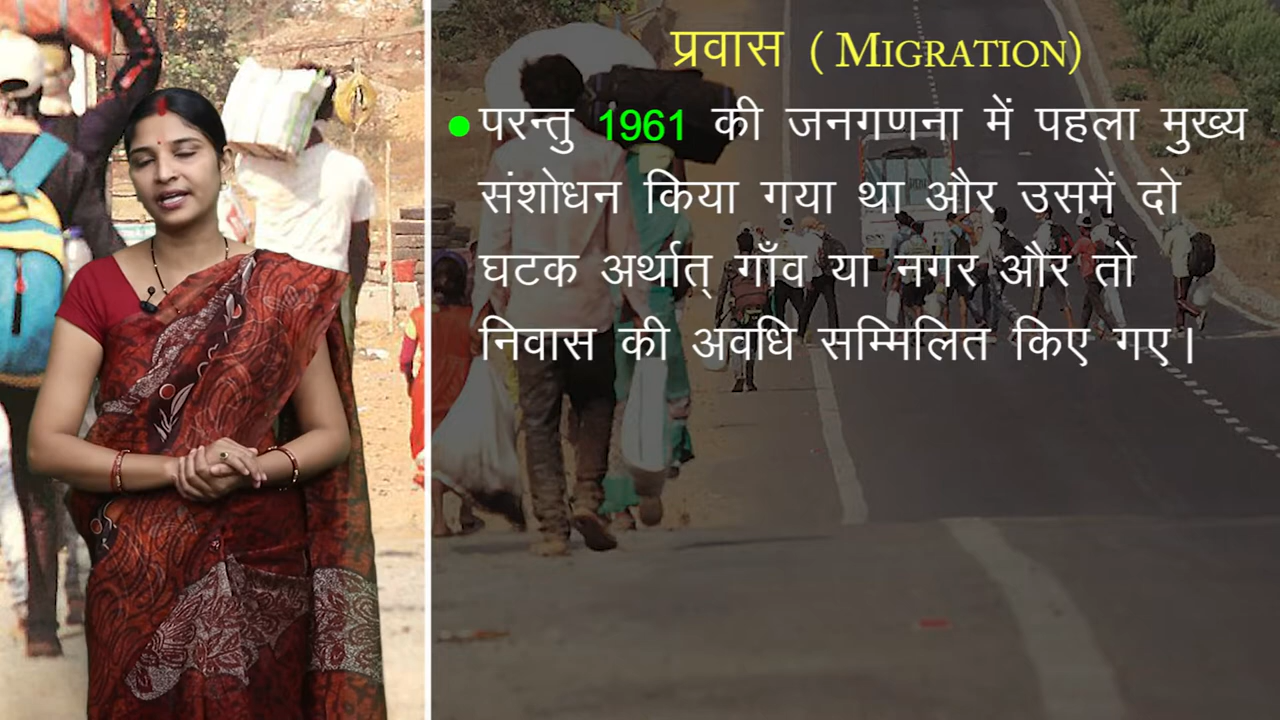 प्रवास ( MIGRATION)
परन्तु 1961 की जनगणना में पहला मुख्य
संशोधन किया गया था और उसमें दो
घटक अर्थात् गाँव या नगर और तो
निवास की अवधि सम्मिलित किए गए।